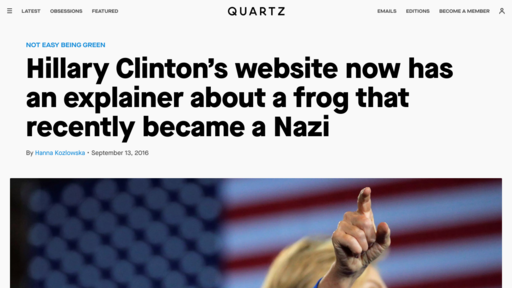 LATEST OBSESSIONS FEATURED QUARTZ EMAILS EDITIONS BECOME A MEMBER
NOT EASY BEING GREEN
Hillary Clinton's website now has
an explainer about a frog that
recently became a Nazi
By Hanna Kozlowska • September 13, 2016